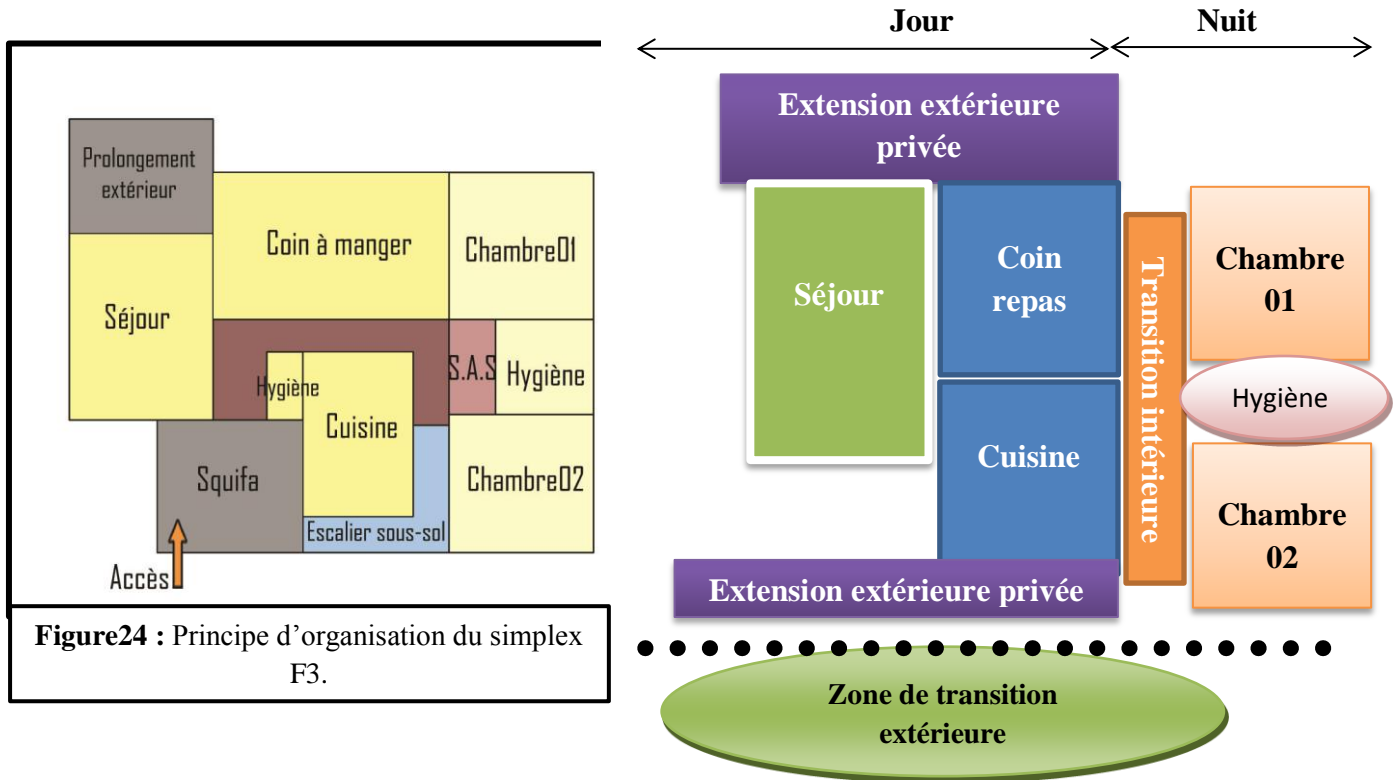 Prolongement
extérieur
Coin à manger
Chambre01
Séjour
S.A.S
Hygiène
Hygiène
Cuisine
Squifa
Chambre02
Escalier sous-sol
Accès
Figure24 : Principe d’organisation du simplex
F3.
Jour
Nuit
Extension extérieure
privée
Séjour
Coin
repas
Transition intérieure
Chambre
01
Hygiène
Cuisine
Chambre
02
Extension extérieure privée
Zone de transition
extérieure